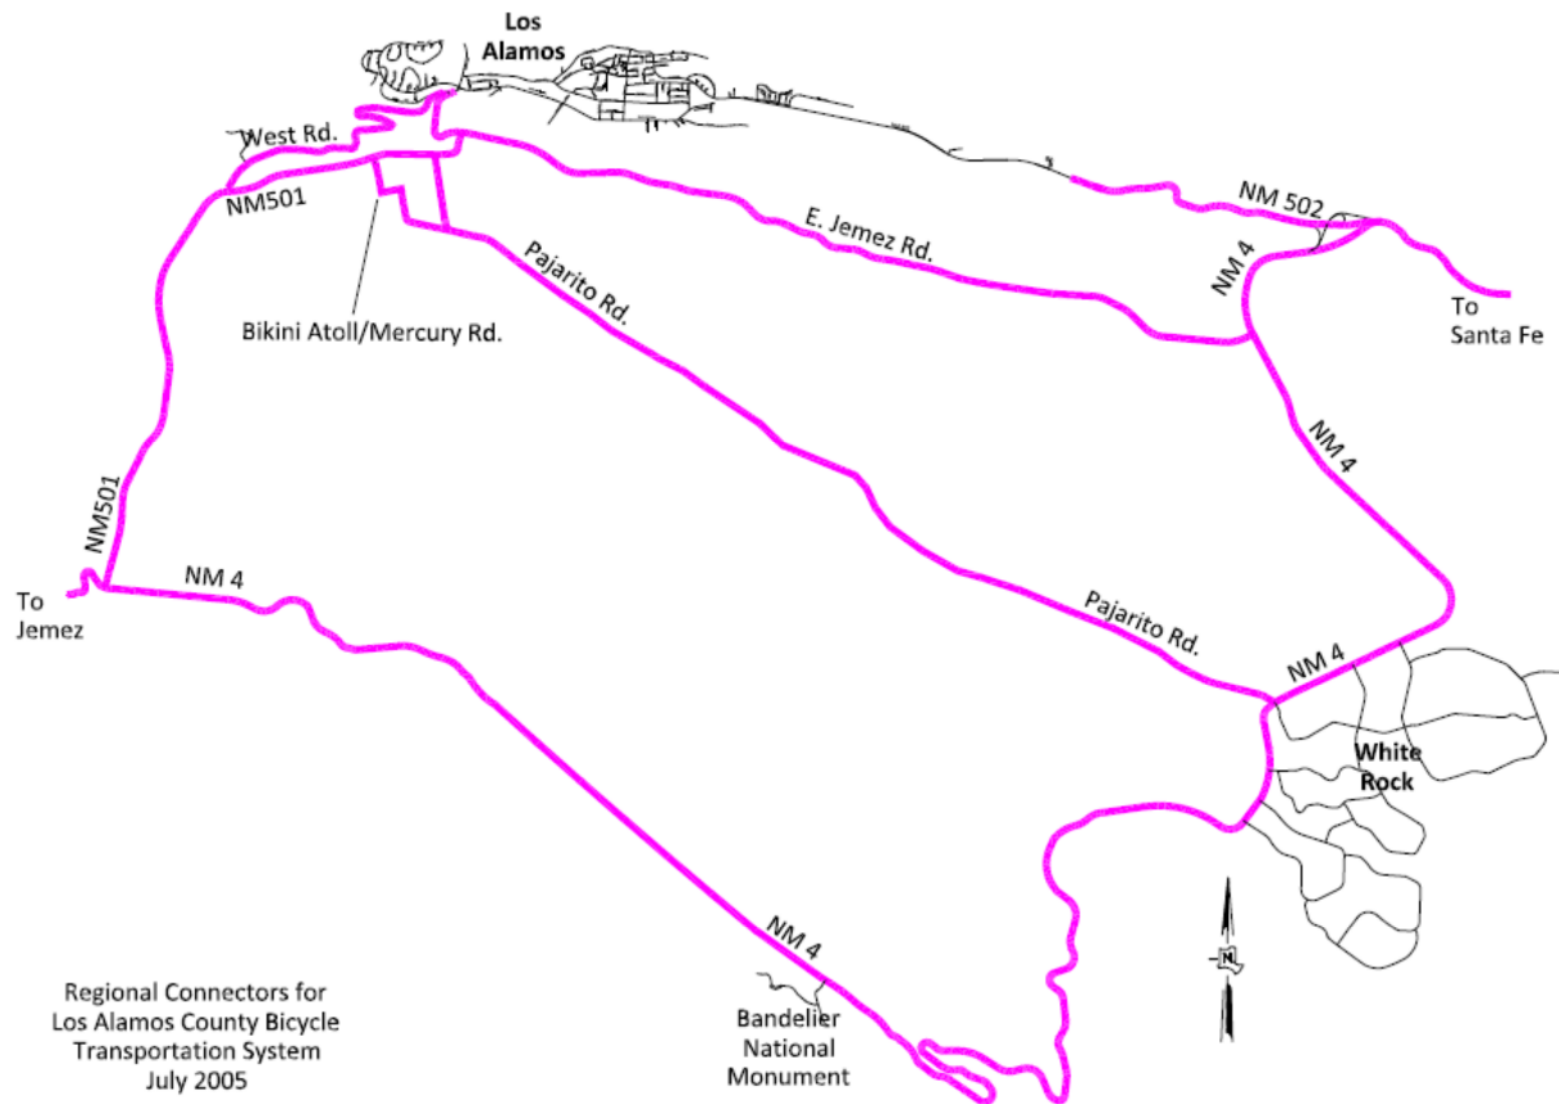 Los
Alamos
West Rd.
NM501
NM 502
E. Jemez Rd.
NM 4
To
Santa Fe
Pajarito Rd.
Bikini Atoll/Mercury Rd.
NM 4
NM501
NM 4
To
Jemez
Pajarito Rd.
NM 4
White
Rock
NM 4
N
Bandelier
National
Monument
Regional Connectors for
Los Alamos County Bicycle
Transportation System
July 2005